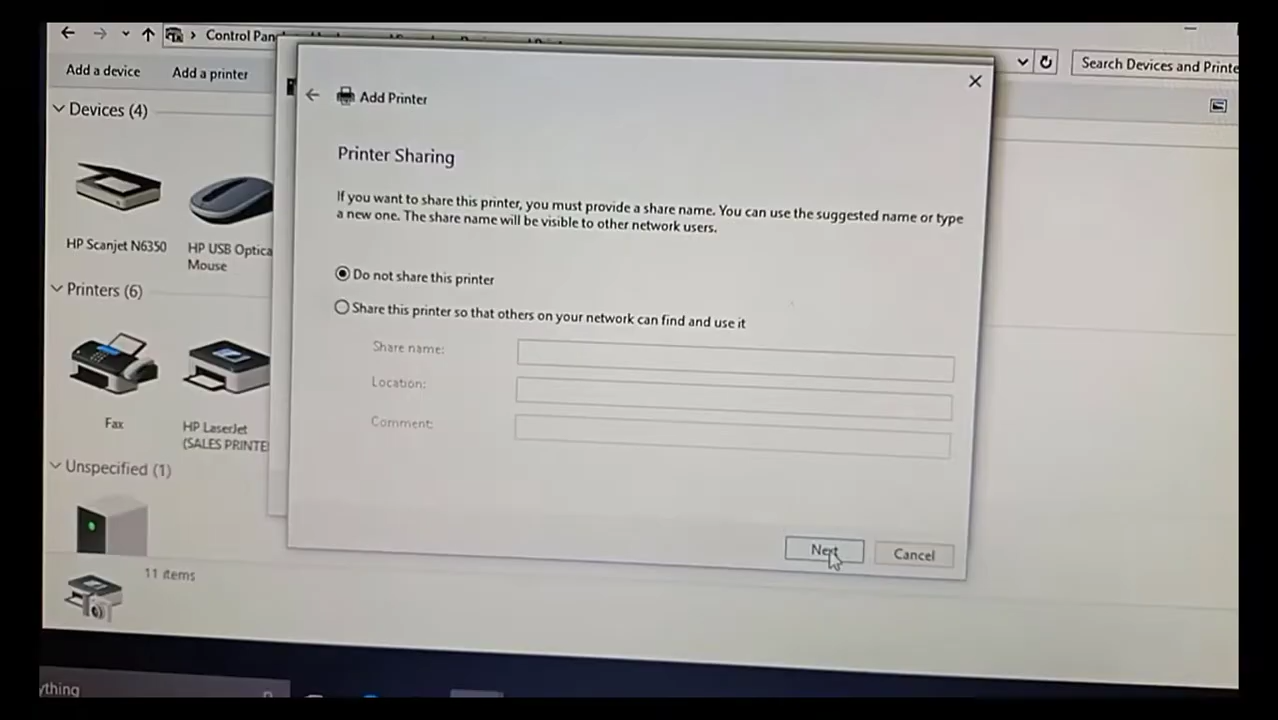 Control Pan
Search Devices and Printe
Add a device
Add a printer
Devices (4)
HP Scanjet N6350
HP USB Optica
Mouse
Printers (6)
Fax
HP LaserJet
(SALES PRINTE
Unspecified (1)
11 items
Add Printer
Printer Sharing
If you want to share this printer, you must provide a share name. You can use the suggested name or type
a new one. The share name will be visible to other network users.
Do not share this printer
Share this printer so that others on your network can find and use it
Share name:
Location:
Comment:
Next
Cancel
ything